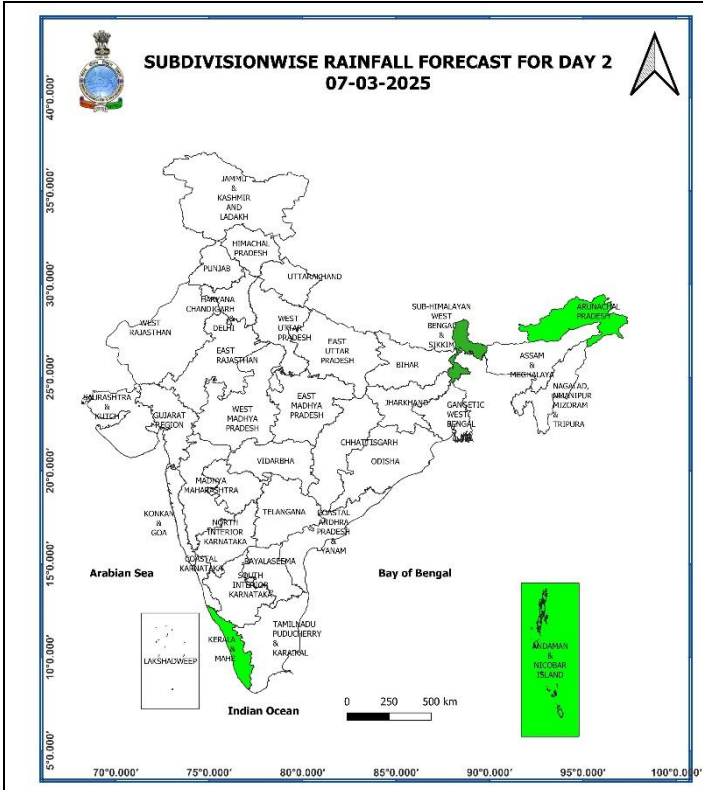 SUBDIVISIONWISE RAINFALL FORECAST FOR DAY 2
07-03-2025
40°0.000'
35°0.000'
30°0.000'
25°0.000'
20°0.000'
15°0.000'
10°0.000'
5°0.000'
JAMMU
&
KASHMIR
AND
LADAKH
HIMACHAL
PRADESH
PUNJAB
UTTARAKHAND
HARYANA
CHANDIGARH
&
DELHI
WEST
RAJASTHAN
WEST
UTTAR
PRADESH
EAST
RAJASTHAN
EAST
UTTAR
PRADESH
SUB-HIMALAYAN
WEST
BENGAL
&
SIKKIM
ARUNACHAL
PRADESH
BIHAR
ASSAM
&
MEGHALAYA
SAURASHTRA
&
KUTCH
GUJARAT
REGION
WEST
MADHYA
PRADESH
EAST
MADHYA
PRADESH
JHARKHAND
GANGETIC
WEST
BENGAL
MANIPUR
MIZORAM
&
TRIPURA
CHHATTISGARH
VIDARBHA
ODISHA
MADHYA
MAHARASHTRA
KONKAN
&
GOA
TELANGANA
NORTH
INTERIOR
KARNATAKA
COASTAL
ANDHRA
PRADESH
&
YANAM
COASTAL
KARNATAKA
RAYALASEEMA
SOUTH
INTERIOR
KARNATAKA
Arabian Sea
Bay of Bengal
KERALA
&
MAHE
TAMILNADU
PUDUCHERRY
&
KARAIKAL
LAKSHADWEEP
ANDAMAN
&
NICOBAR
ISLAND
Indian Ocean
0 250 500 km
70°0.000' 75°0.000' 80°0.000' 85°0.000' 90°0.000' 95°0.000' 100°0.000'